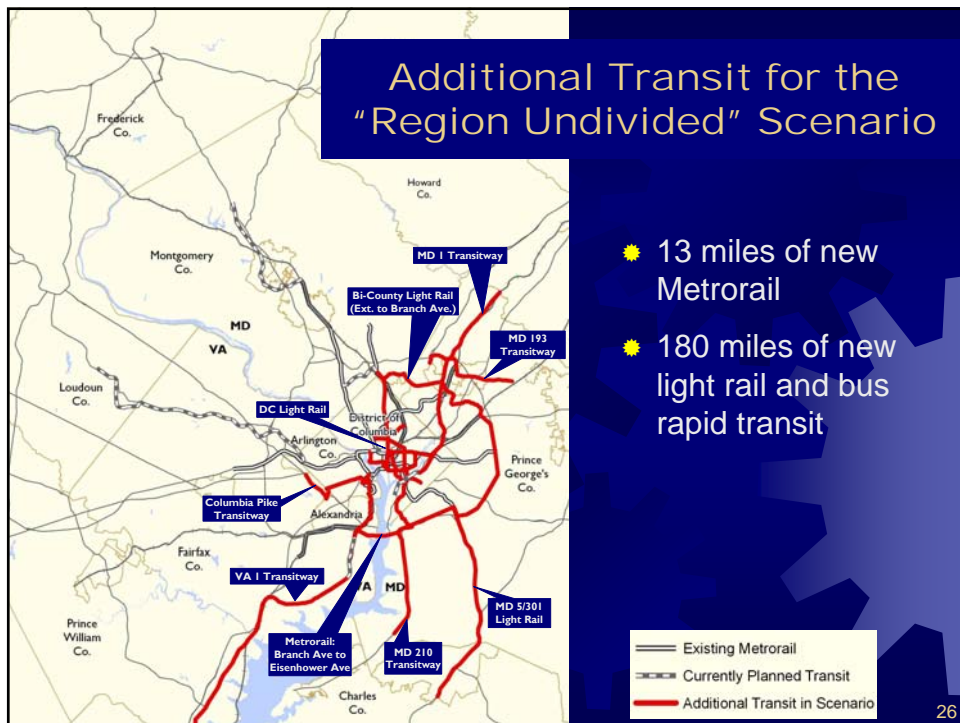 Additional Transit for the
"Region Undivided" Scenario
13 miles of new
Metrorail
180 miles of new
light rail and bus
rapid transit
Frederick
Co.
Howard
Co.
Montgomery
Co.
MD 1 Transitway
Bi-County Light Rail
(Ext. to Branch Ave.)
MD
VA
MD 193
Transitway
Loudoun
Co.
DC Light Rail
District of
Columbia
Arlington
Co.
Prince
George's
Co.
Columbia Pike
Transitway
Alexandria
Fairfax
Co.
VA 1 Transitway
VA MD
MD 5/301
Light Rail
Prince
William
Co.
Metrorail:
Branch Ave to
Eisenhower Ave
MD 210
Transitway
Charles
Co.
Existing Metrorail
Currently Planned Transit
Additional Transit in Scenario
26